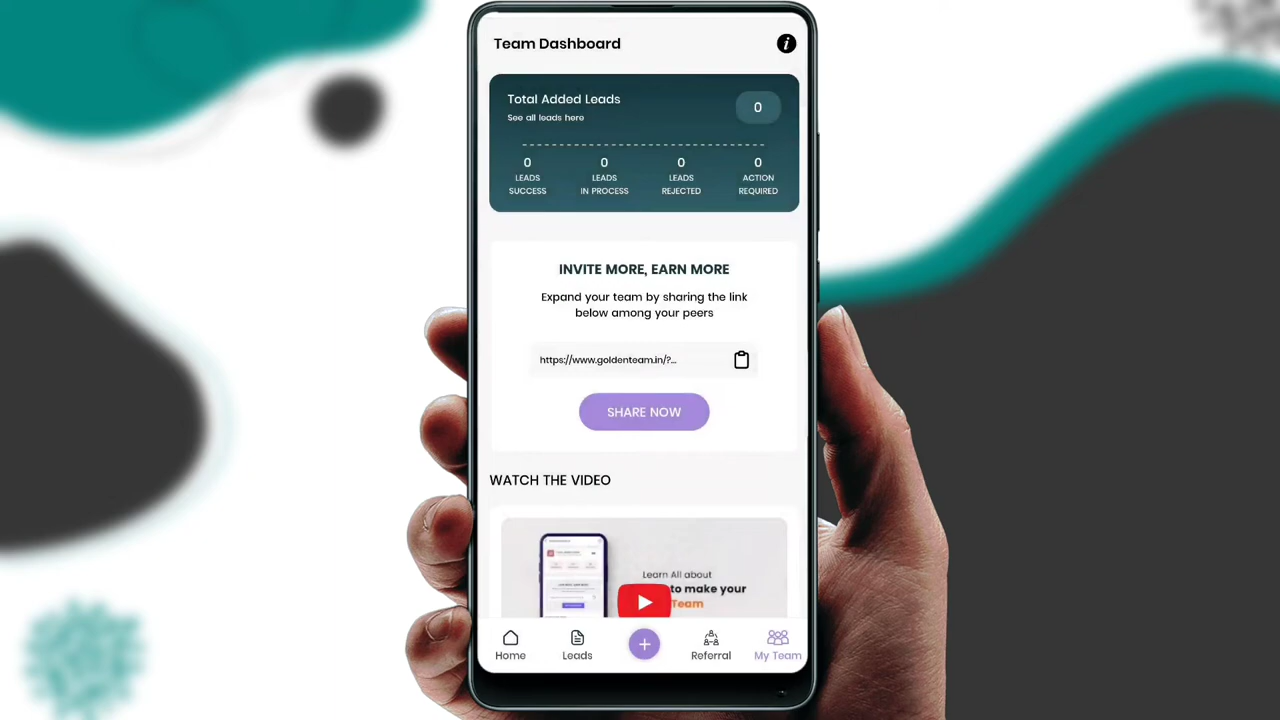 Team Dashboard
i
Total Added Leads
0
See all leads here
0 0 0 0
LEADS LEADS LEADS ACTION
SUCCESS IN PROCESS REJECTED REQUIRED
INVITE MORE, EARN MORE
Expand your team by sharing the link
below among your peers
https://www.goldenteam.in/?...
SHARE NOW
WATCH THE VIDEO
Learn All about
to make your
Team
+
Home Leads Referral My Team